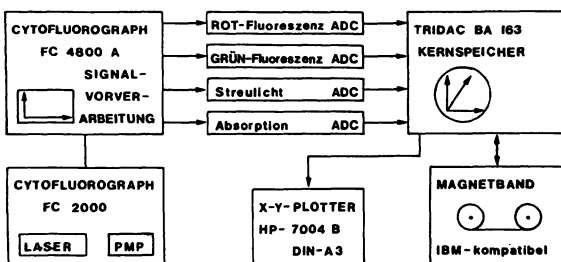 CYTOFLUOROGRAPH
FC 4800 A
SIGNAL-
VORVER-
ARBEITUNG
ROT-Fluoreszenz ADC
GRÜN-Fluoreszenz ADC
Streulicht ADC
Absorption ADC
TRIDAC BA 163
KERNSPEICHER
CYTOFLUOROGRAPH
FC 2000
LASER PMP
X-Y-PLOTTER
HP- 7004 B
DIN-A3
MAGNETBAND
IBM-kompatibel